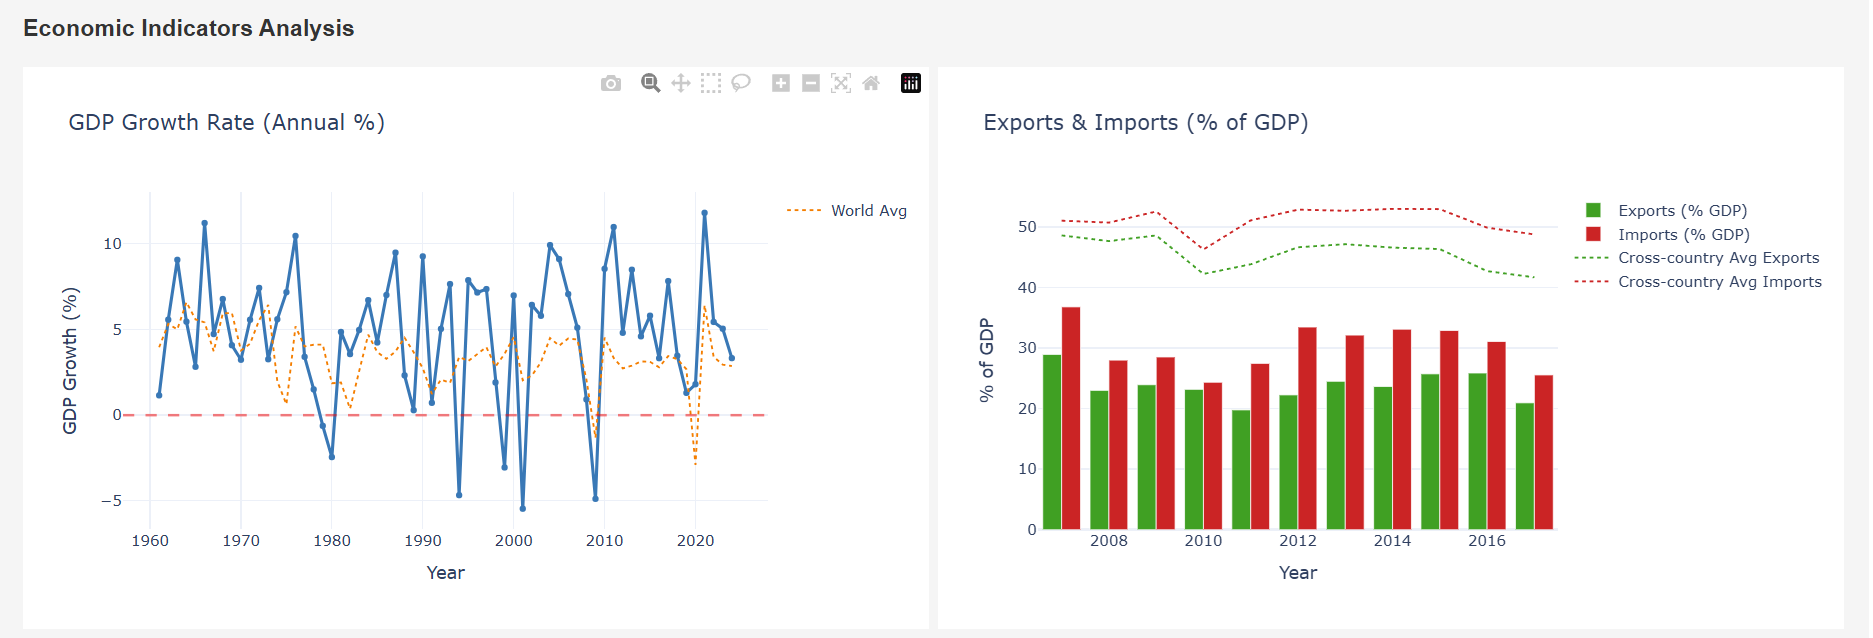 Economic Indicators Analysis
GDP Growth Rate (Annual %)
World Avg
10
5
0
−5
GDP Growth (%)
1960 1970 1980 1990 2000 2010 2020
Year
Exports & Imports (% of GDP)
Exports (% GDP)
Imports (% GDP)
Cross-country Avg Exports
Cross-country Avg Imports
50
40
30
20
10
0
% of GDP
2008 2010 2012 2014 2016
Year